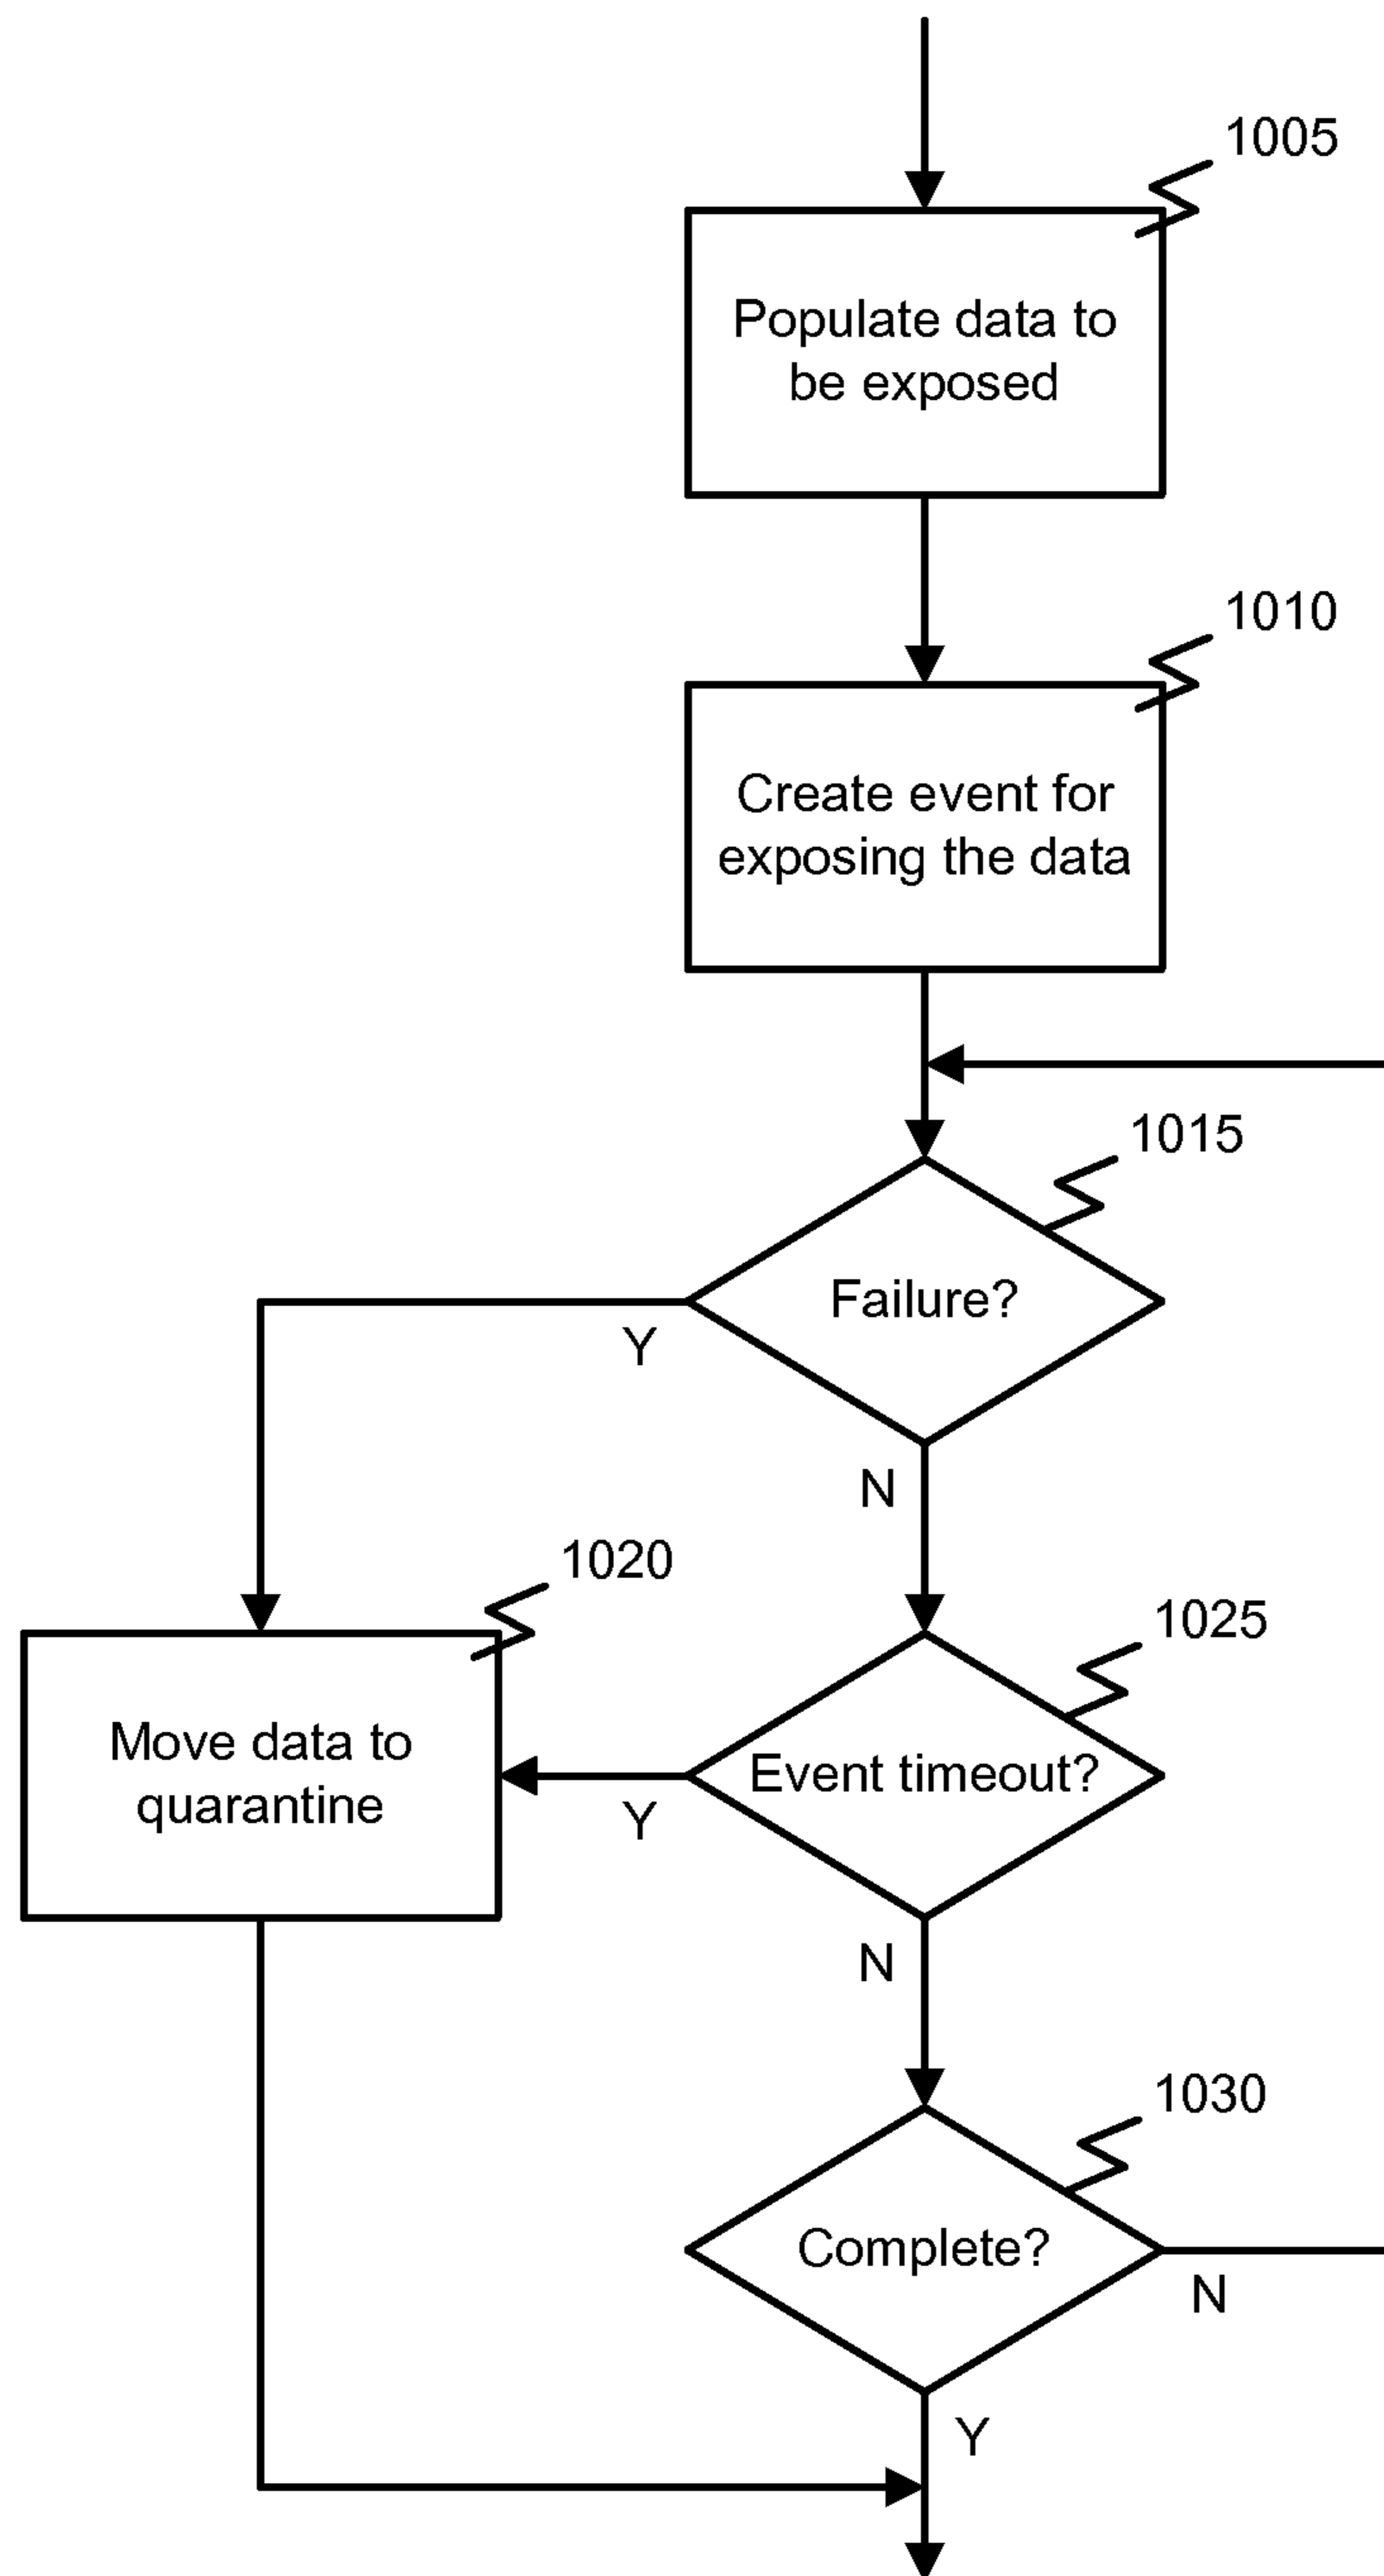 1005
Populate data to
be exposed
1010
Create event for
exposing the data
1015
Failure?
Y
N
1020
1025
Move data to
quarantine
Event timeout?
Y
N
1030
Complete?
N
Y